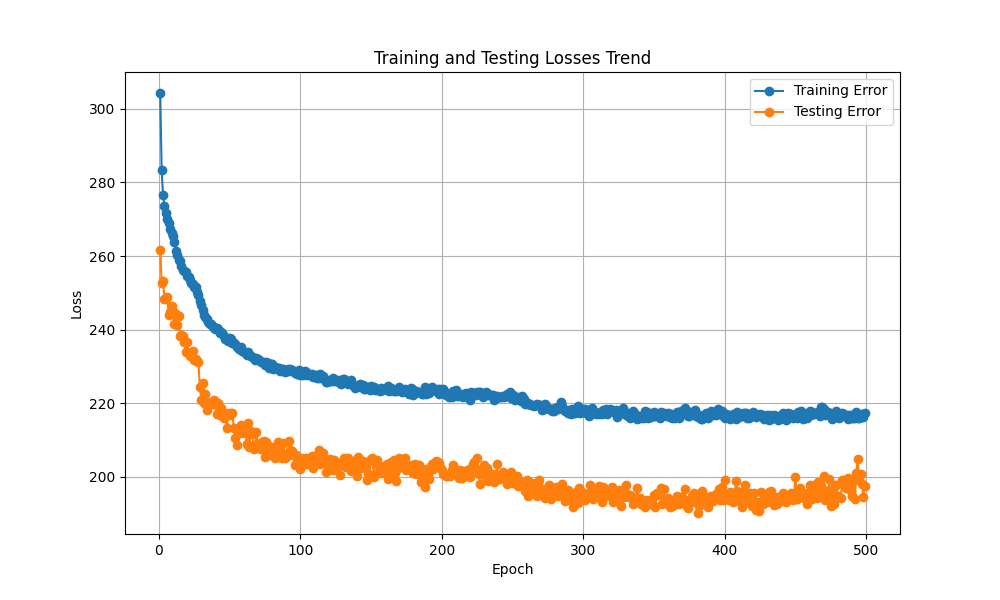 Training and Testing Losses Trend
Training Error
Testing Error
Loss
300
280
260
240
220
200
0 100 200 300 400 500
Epoch